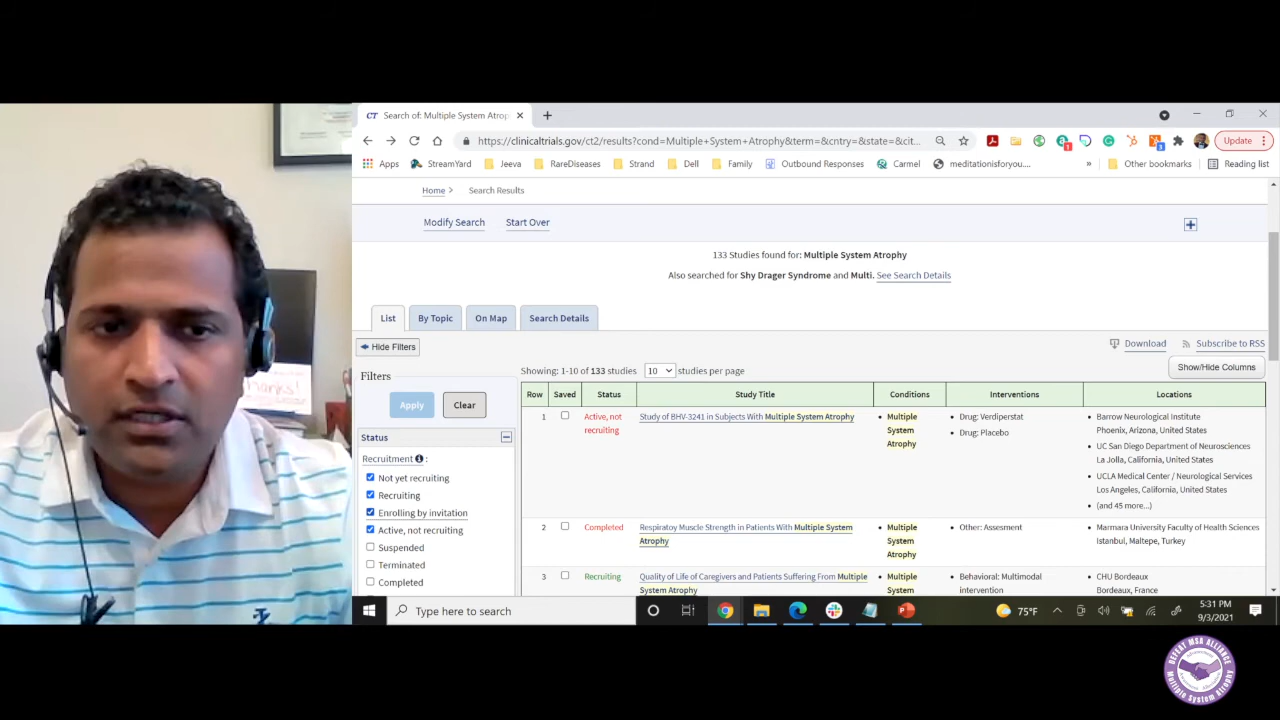 Search of: Multiple System Atrop
https://clinicaltrials.gov/ct2/results?cond=Multiple+System+Atrophy&term=&cntry=&state=&cit...
Update
Apps
StreamYard
Jeeva
RareDiseases
Strand
Dell
Family
Outbound Responses
Carmel
meditationisforyou....
»
Other bookmarks
Reading list
Home >
Search Results
Modify Search
Start Over
133 Studies found for: Multiple System Atrophy
Also searched for Shy Drager Syndrome and Multi. See Search Details
List
By Topic
On Map
Search Details
Hide Filters
Download
Subscribe to RSS
Showing: 1-10 of 133 studies
10
studies per page
Show/Hide Columns
Filters
Apply
Clear
Status
Recruitment :
Not yet recruiting
Recruiting
Enrolling by invitation
Active, not recruiting
Suspended
Terminated
Completed
Row
Saved
Status
Study Title
Conditions
Interventions
Locations
1
Active, not
recruiting
Study of BHV-3241 in Subjects With Multiple System Atrophy
• Multiple
System
Atrophy
• Drug: Verdiperstat
• Drug: Placebo
• Barrow Neurological Institute
Phoenix, Arizona, United States
• UC San Diego Department of Neurosciences
La Jolla, California, United States
• UCLA Medical Center / Neurological Services
Los Angeles, California, United States
• (and 45 more...)
2
Completed
Respiratoy Muscle Strength in Patients With Multiple System
Atrophy
• Multiple
System
Atrophy
• Other: Assesment
• Marmara University Faculty of Health Sciences
Istanbul, Maltepe, Turkey
3
Recruiting
Quality of Life of Caregivers and Patients Suffering From Multiple
System Atrophy
• Multiple
System
• Behavioral: Multimodal
intervention
• CHU Bordeaux
Bordeaux, France
Type here to search
75°F
5:31 PM
9/3/2021
thanks!
DEFEAT MSA ALLIANCE
Multiple System Atrophy